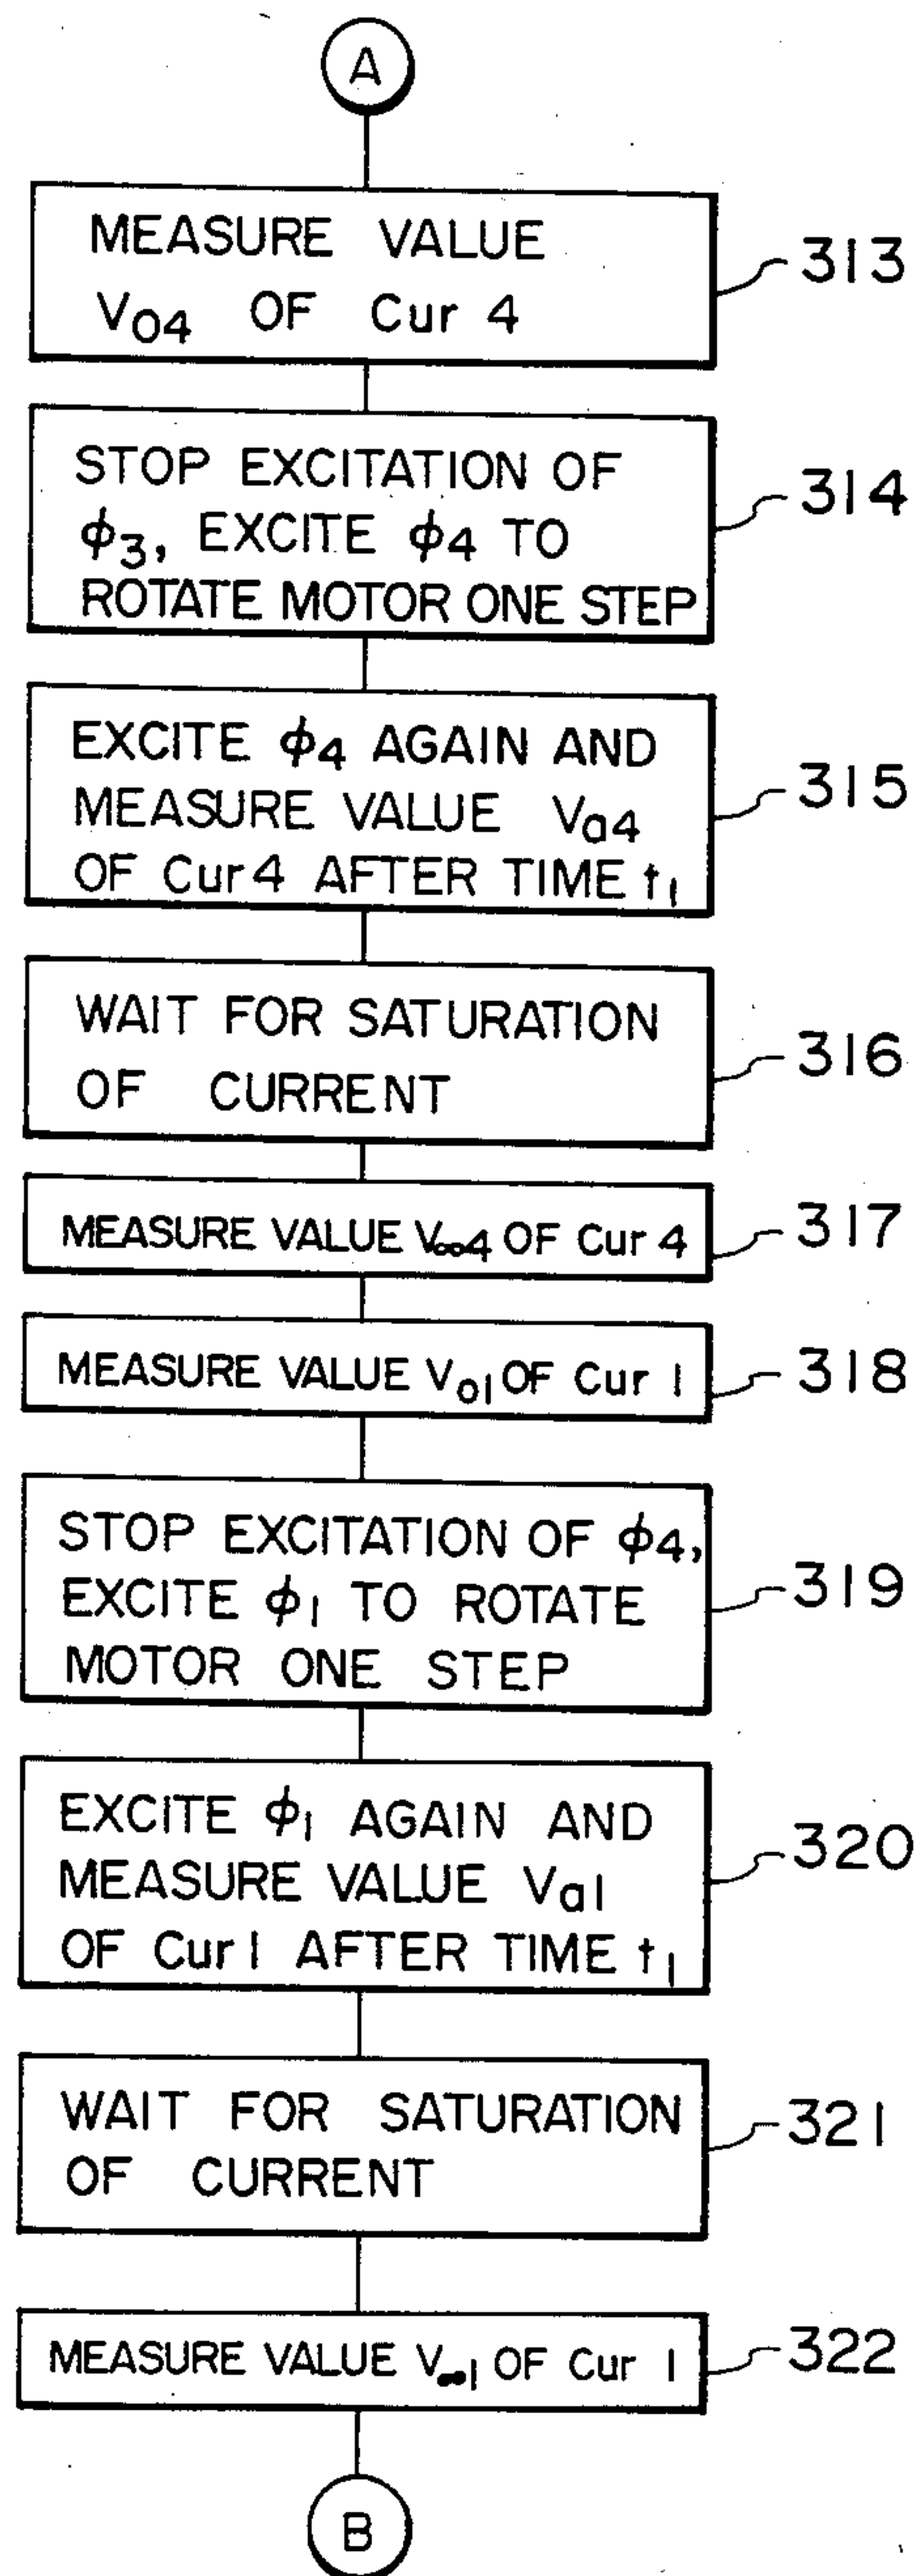 A
MEASURE VALUE
V04 OF Cur 4
313
STOP EXCITATION OF
ϕ3, EXCITE ϕ4 TO
ROTATE MOTOR ONE STEP
314
EXCITE ϕ4 AGAIN AND
MEASURE VALUE Va4
OF Cur4 AFTER TIME t1
315
WAIT FOR SATURATION
OF CURRENT
316
MEASURE VALUE V∞4 OF Cur 4
317
MEASURE VALUE Vo1 OF Cur 1
318
STOP EXCITATION OF ϕ4,
EXCITE ϕ1 TO ROTATE
MOTOR ONE STEP
319
EXCITE ϕ1 AGAIN AND
MEASURE VALUE Va1
OF Cur1 AFTER TIME t1
320
WAIT FOR SATURATION
OF CURRENT
321
MEASURE VALUE V∞1 OF Cur 1
322
B